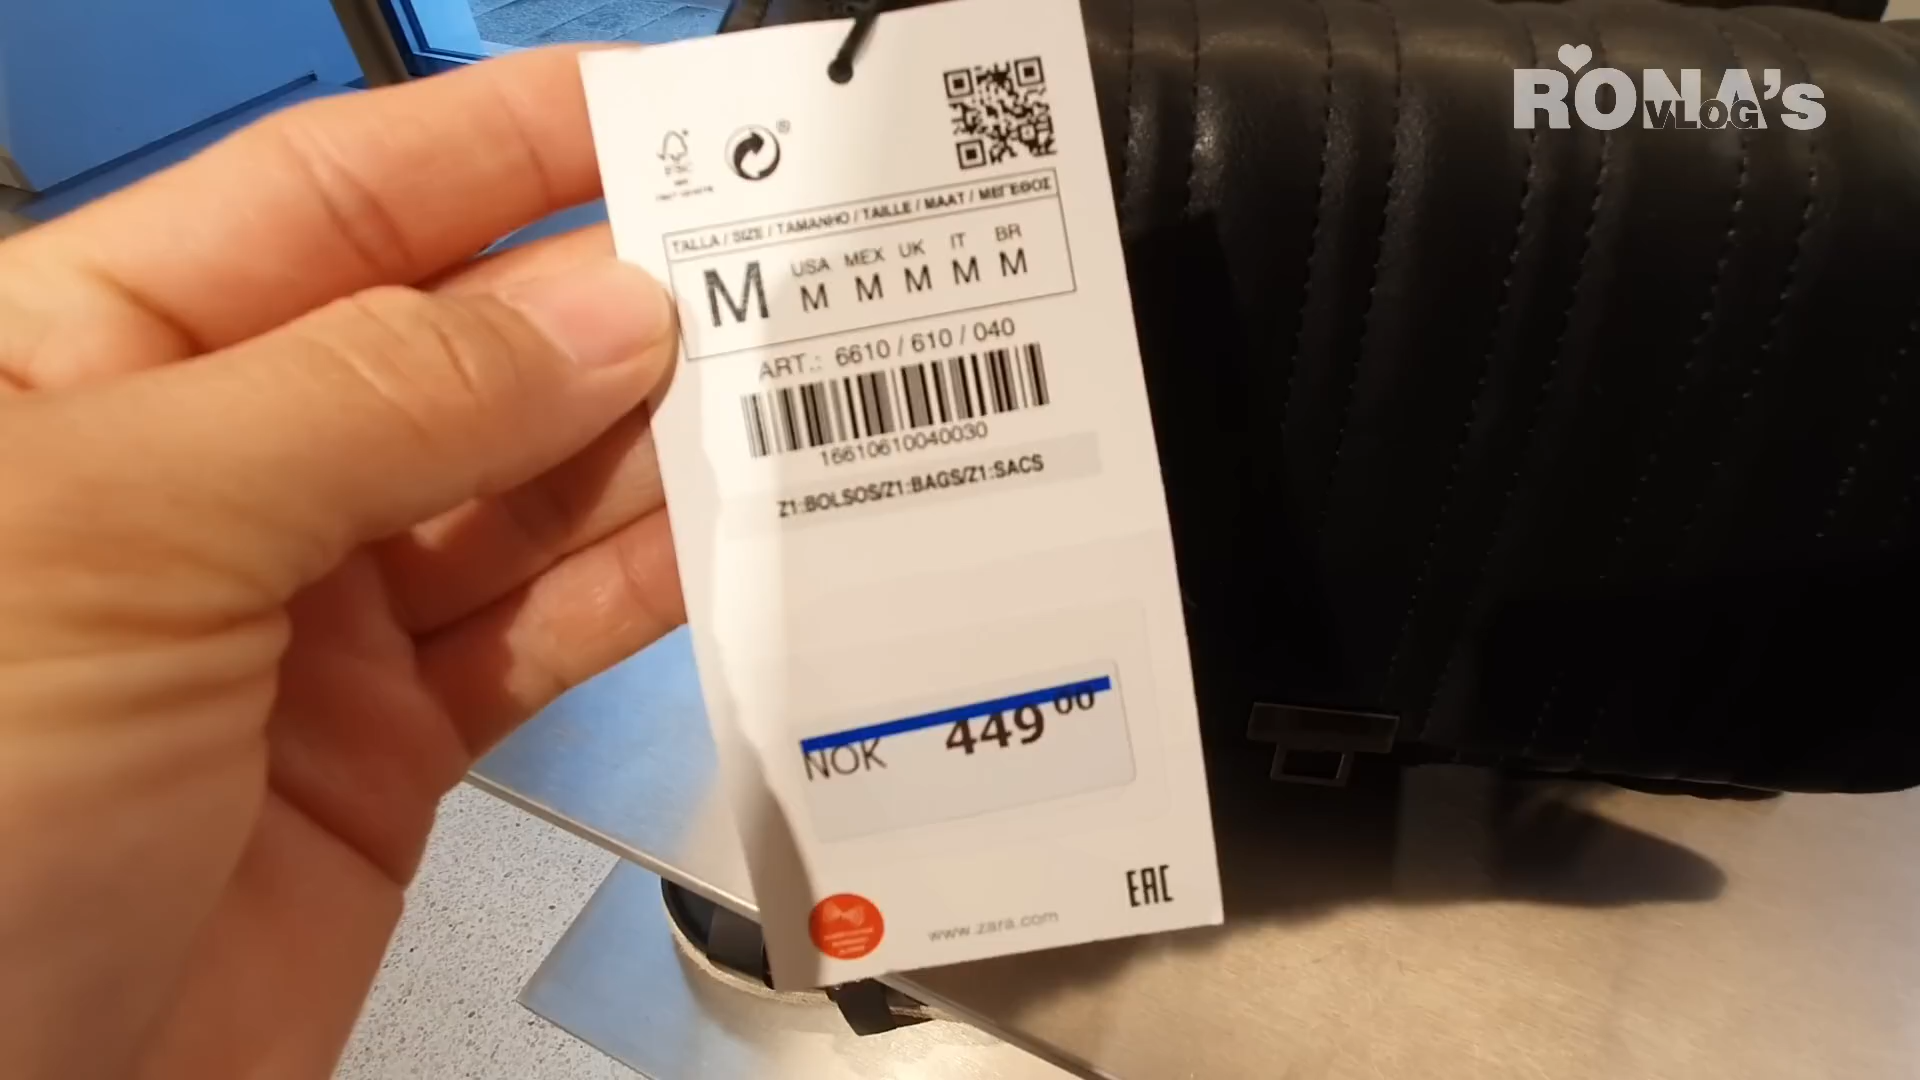 RONA's
VLOG
TALLA / SIZE / TAMANHO / TAILLE / MAAT / ΜΕΓΕΘΟΣ
M
USA MEX UK IT BR
M M M M M
ART.: 6610 / 610 / 040
16610610040030
Z1:BOLSOS/Z1:BAGS/Z1:SACS
NOK 449 00
EAC
www.zara.com